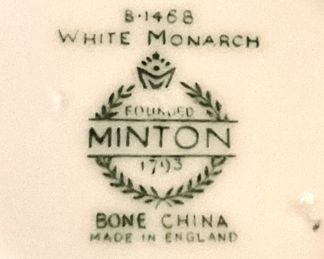 B·1468
WHITE MONARCH
FOUNDED
MINTON
1793
BONE CHINA
MADE IN ENGLAND